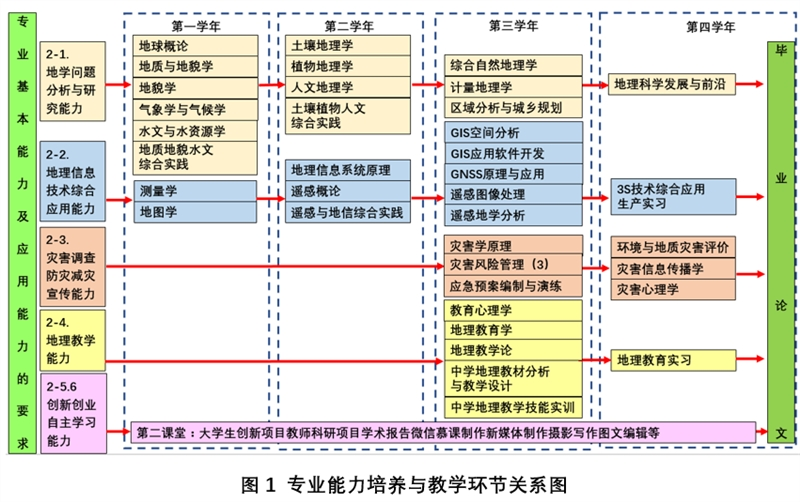 专业基本能力及应用能力的要求
第一学年
第二学年
第三学年
第四学年
2-1.
地学问题
分析与研
究能力
地球概论
地质与地貌学
地貌学
气象学与气候学
水文与水资源学
地质地貌水文
综合实践
土壤地理学
植物地理学
人文地理学
土壤植物人文
综合实践
综合自然地理学
计量地理学
区域分析与城乡规划
地理科学发展与前沿
2-2.
地理信息
技术综合
应用能力
测量学
地图学
地理信息系统原理
遥感概论
遥感与地信综合实践
GIS空间分析
GIS应用软件开发
GNSS原理与应用
遥感图像处理
遥感地学分析
3S技术综合应用
生产实习
2-3.
灾害调查
防灾减灾
宣传能力
灾害学原理
灾害风险管理（3）
应急预案编制与演练
环境与地质灾害评价
灾害信息传播学
灾害心理学
2-4.
地理教学
能力
教育心理学
地理教育学
地理教学论
中学地理教材分析
与教学设计
中学地理教学技能实训
地理教育实习
2-5.6
创新创业
自主学习
能力
第二课堂：大学生创新项目教师科研项目学术报告微信慕课制作新媒体制作摄影写作图文编辑等
毕业论文
图 1 专业能力培养与教学环节关系图